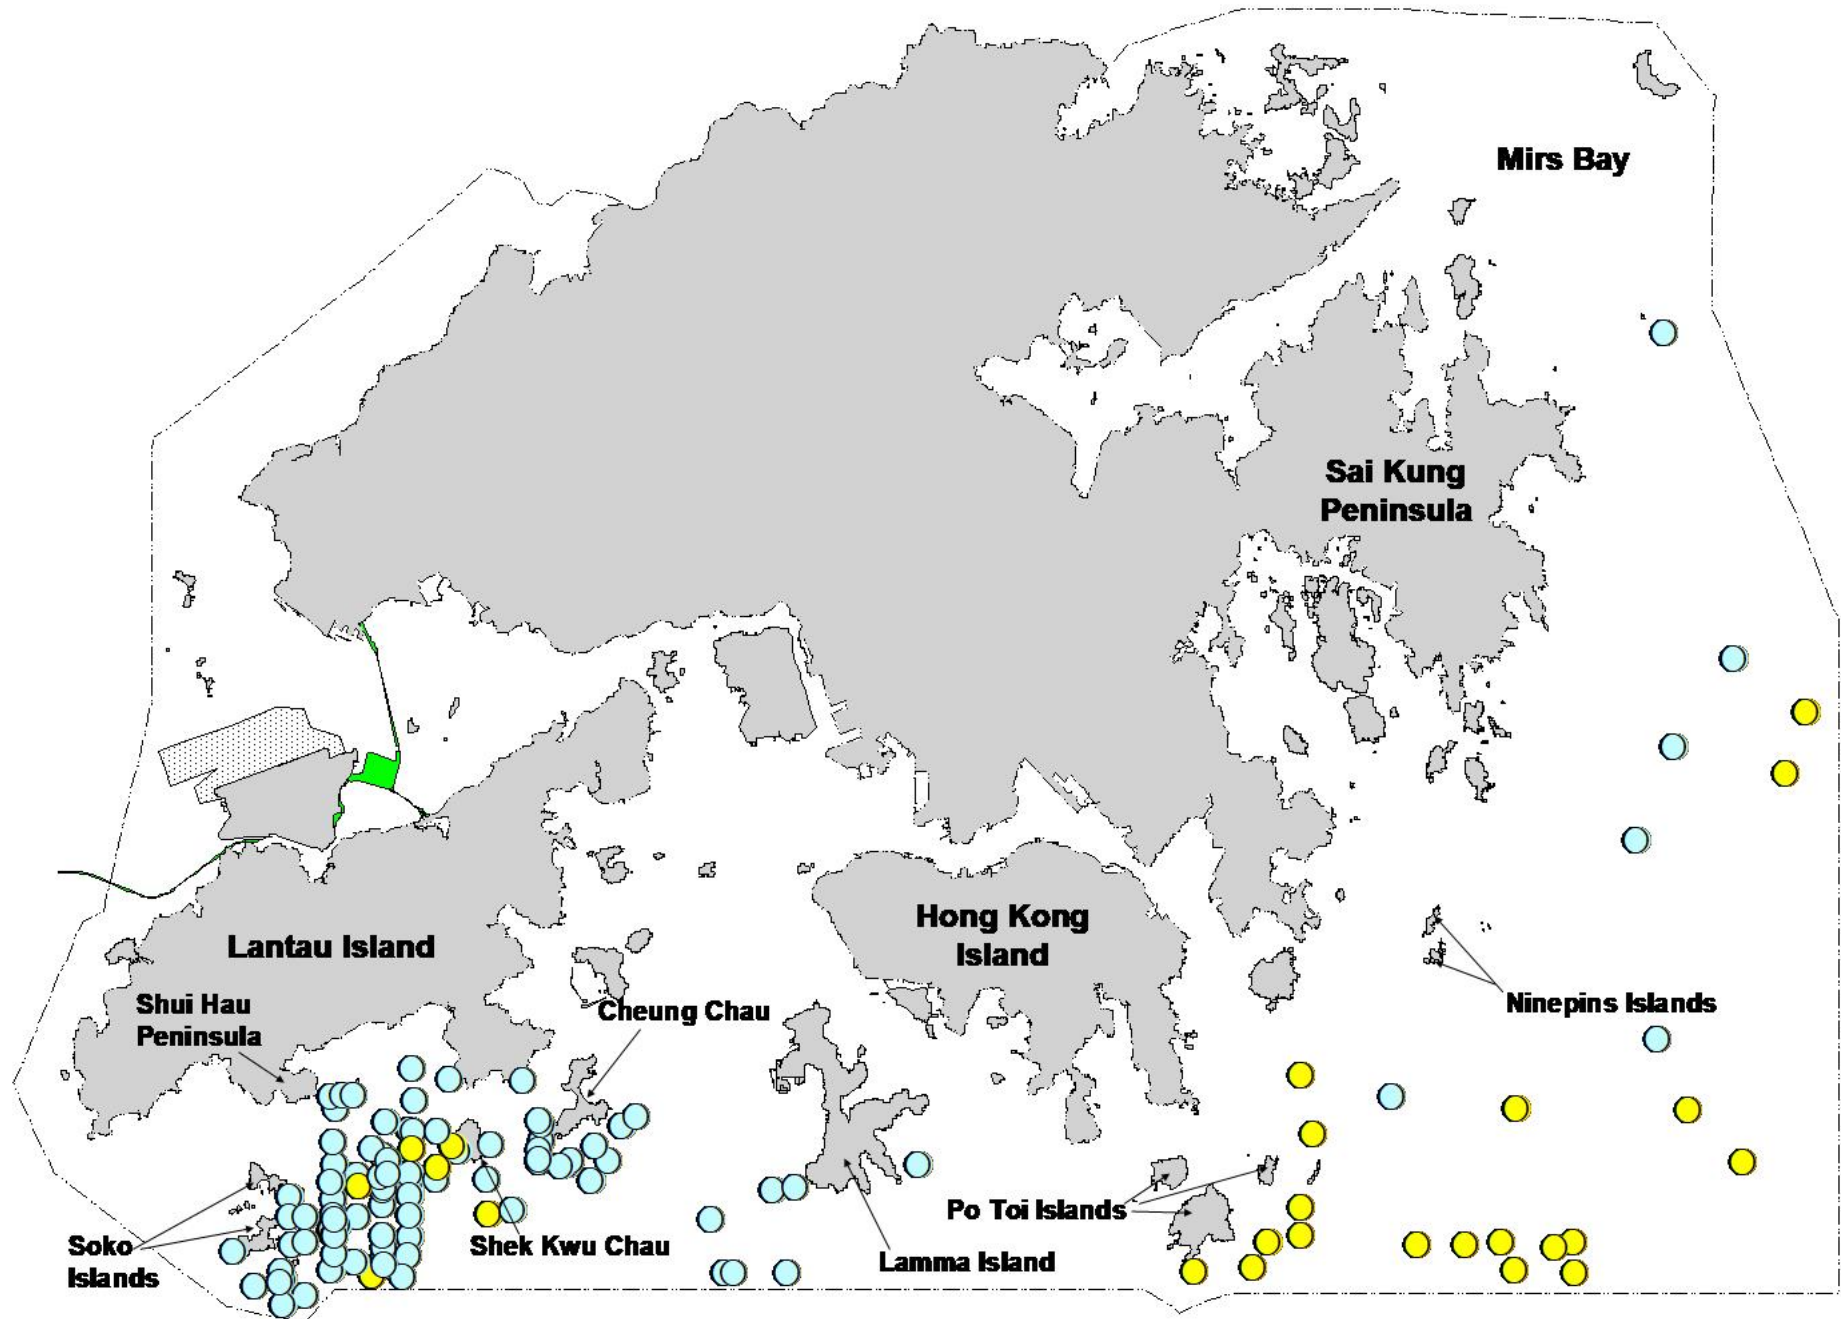 Mirs Bay
Sai Kung
Peninsula
Hong Kong
Island
Lantau Island
Shui Hau
Peninsula
Cheung Chau
Ninepins Islands
Po Toi Islands
Soko
Islands
Shek Kwu Chau
Lamma Island